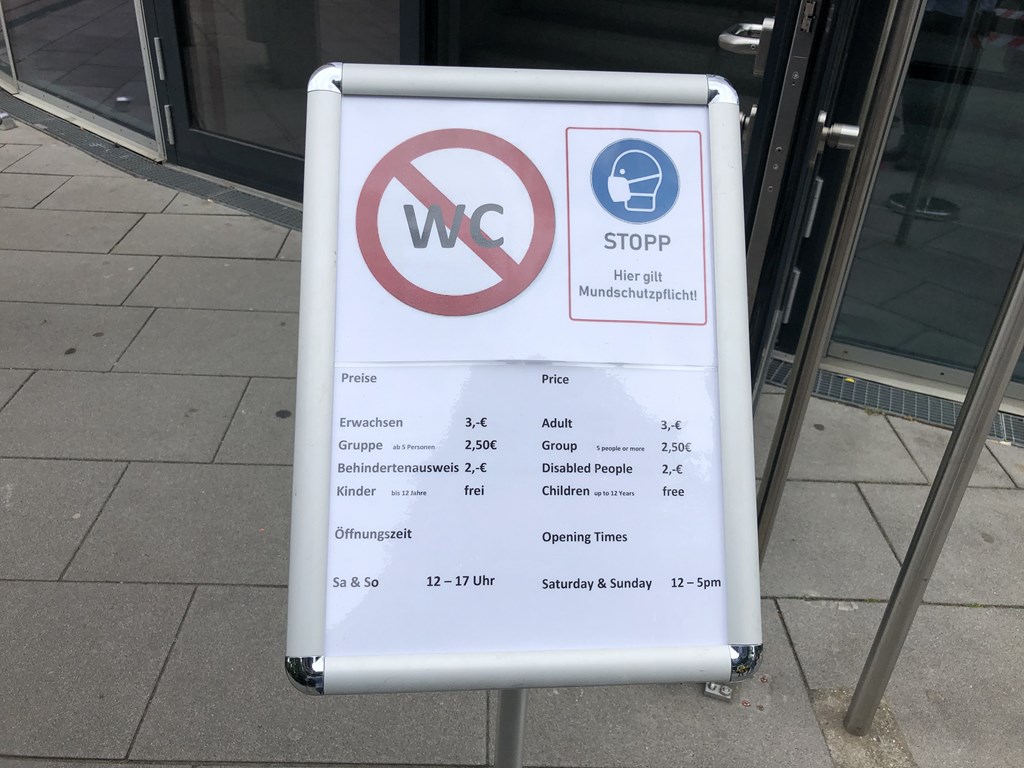 WC
STOPP
Hier gilt
Mundschutzpflicht!
Preise
Erwachsen 3,-€
Gruppe ab 5 Personen 2,50€
Behindertenausweis 2,-€
Kinder bis 12 Jahre frei
Öffnungszeit
Sa & So 12 – 17 Uhr
Price
Adult 3,-€
Group 5 people or more 2,50€
Disabled People 2,-€
Children up to 12 Years free
Opening Times
Saturday & Sunday 12 – 5pm